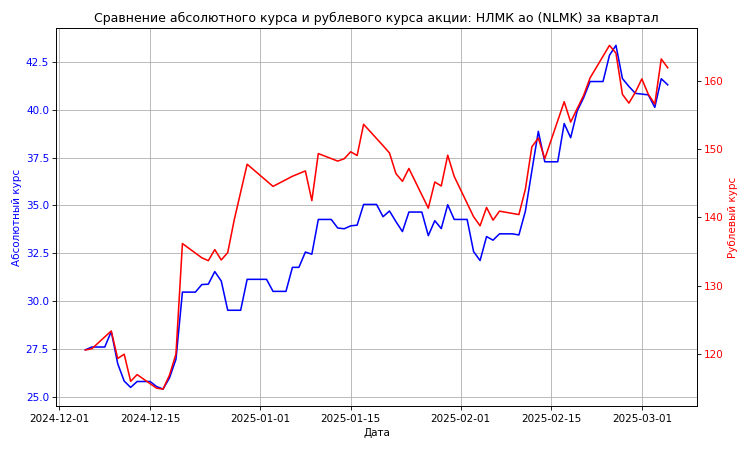 Сравнение абсолютного курса и рублевого курса акции: НЛМК ао (NLMK) за квартал
Абсолютный курс
42.5
40.0
37.5
35.0
32.5
30.0
27.5
25.0
160
150
140
130
120
Рублевый курс
2024-12-01 2024-12-15 2025-01-01 2025-01-15 2025-02-01 2025-02-15 2025-03-01
Дата